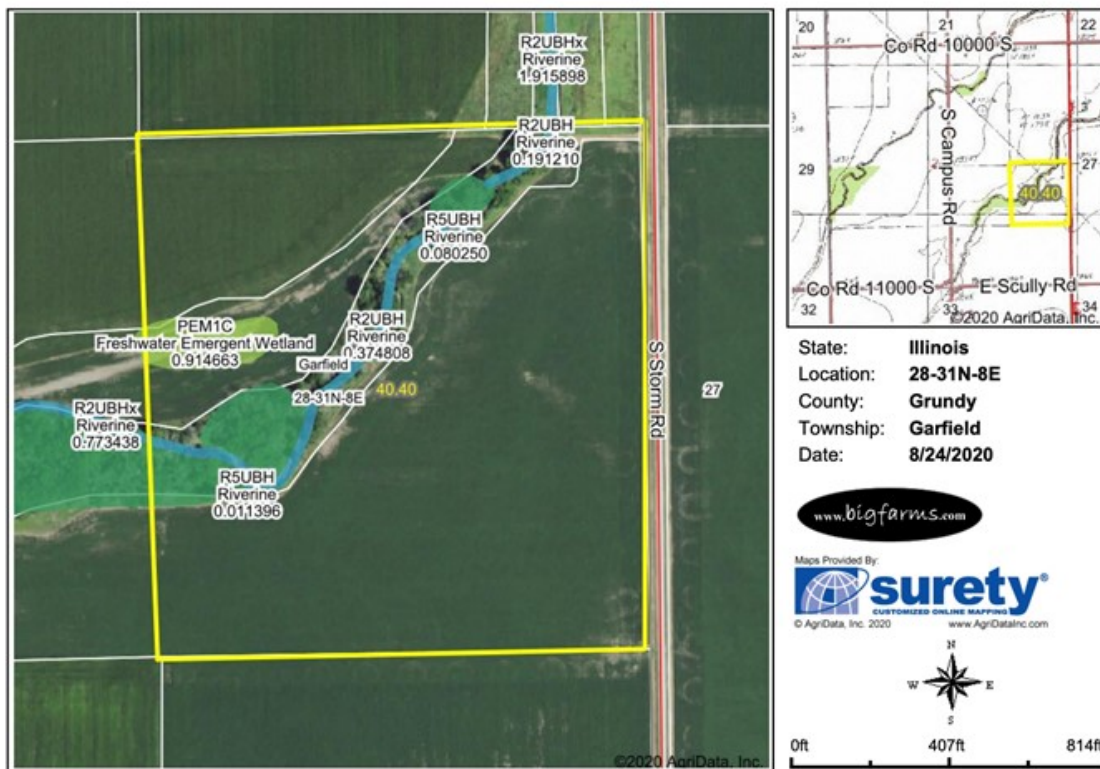 R2UBHx
Riverine
1.915898
R2UBH
Riverine
0.191210
R5UBH
Riverine
0.080250
PEM1C
Freshwater Emergent Wetland
0.914663
R2UBH
Riverine
0.374808
Garfield
28-31N-8E
40.40
R2UBHx
Riverine
0.773438
R5UBH
Riverine
0.011396
S Storm Rd
27
©2020 AgriData, Inc.
20
21
22
Co Rd 10000 S
S Campus Rd
29
27
40.40
Co Rd 11000 S
E Scully Rd
32
33
34
©2020 AgriData, Inc.
State: Illinois
Location: 28-31N-8E
County: Grundy
Township: Garfield
Date: 8/24/2020
www.bigfarms.com
Maps Provided By:
surety®
CUSTOMIZED ONLINE MAPPING
© AgriData, Inc. 2020 www.AgriDataInc.com
N
W E
S
0ft 407ft 814ft